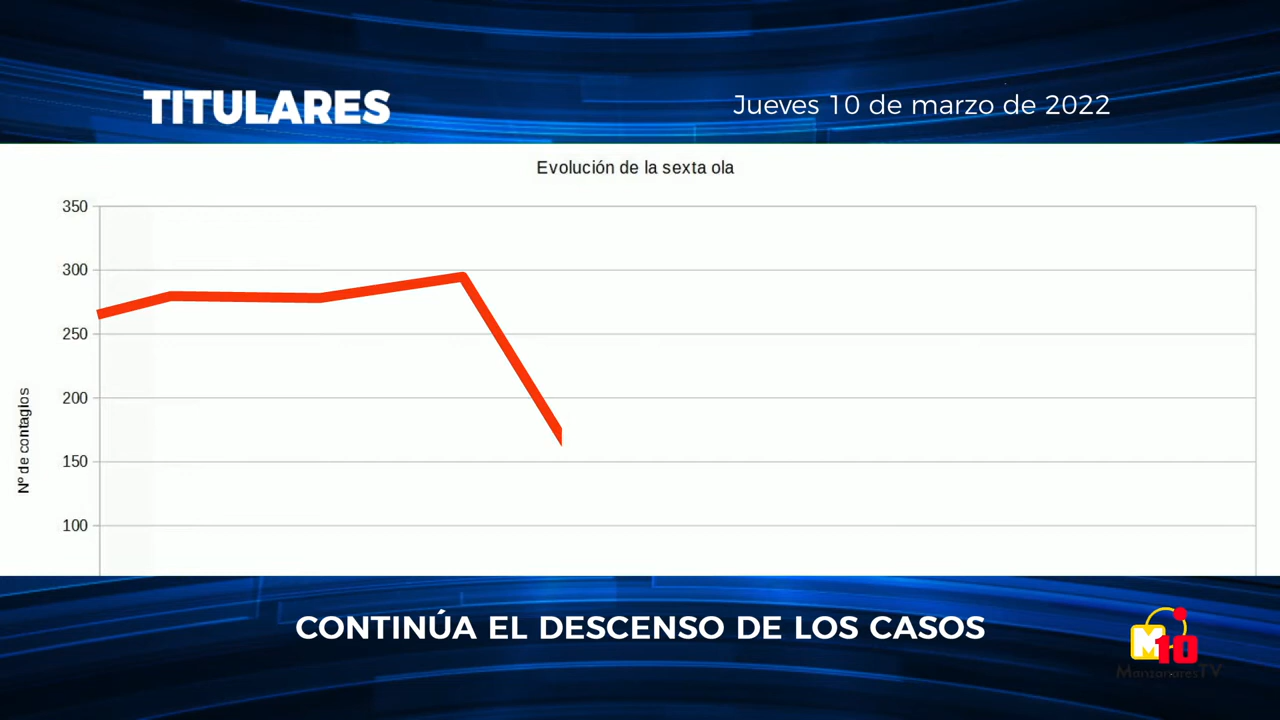 TITULARES
Jueves 10 de marzo de 2022
Evolución de la sexta ola
350
300
250
200
150
100
Nº de contagios
CONTINÚA EL DESCENSO DE LOS CASOS
M10
ManzanaresTV